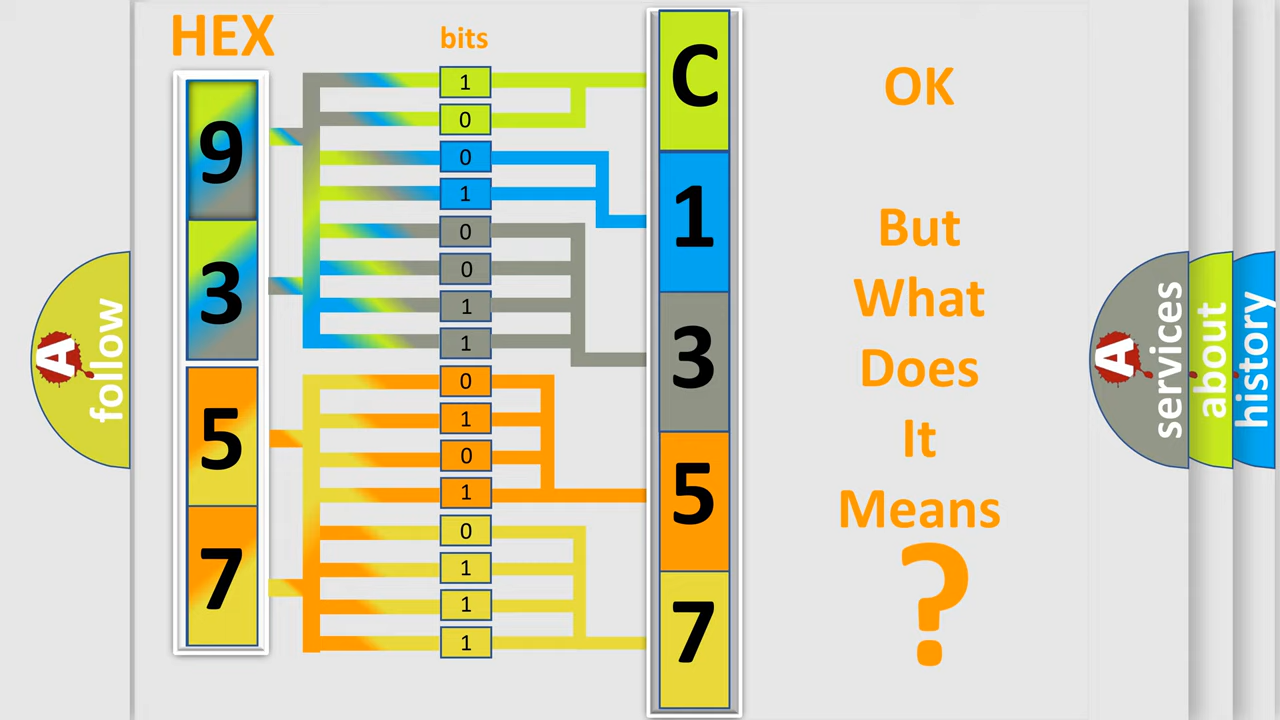 HEX
bits
9
3
5
7
1
0
0
1
0
0
1
1
0
1
0
1
0
1
1
1
C
1
3
5
7
OK
But
What
Does
It
Means
?
A
follow
A
services
about
history